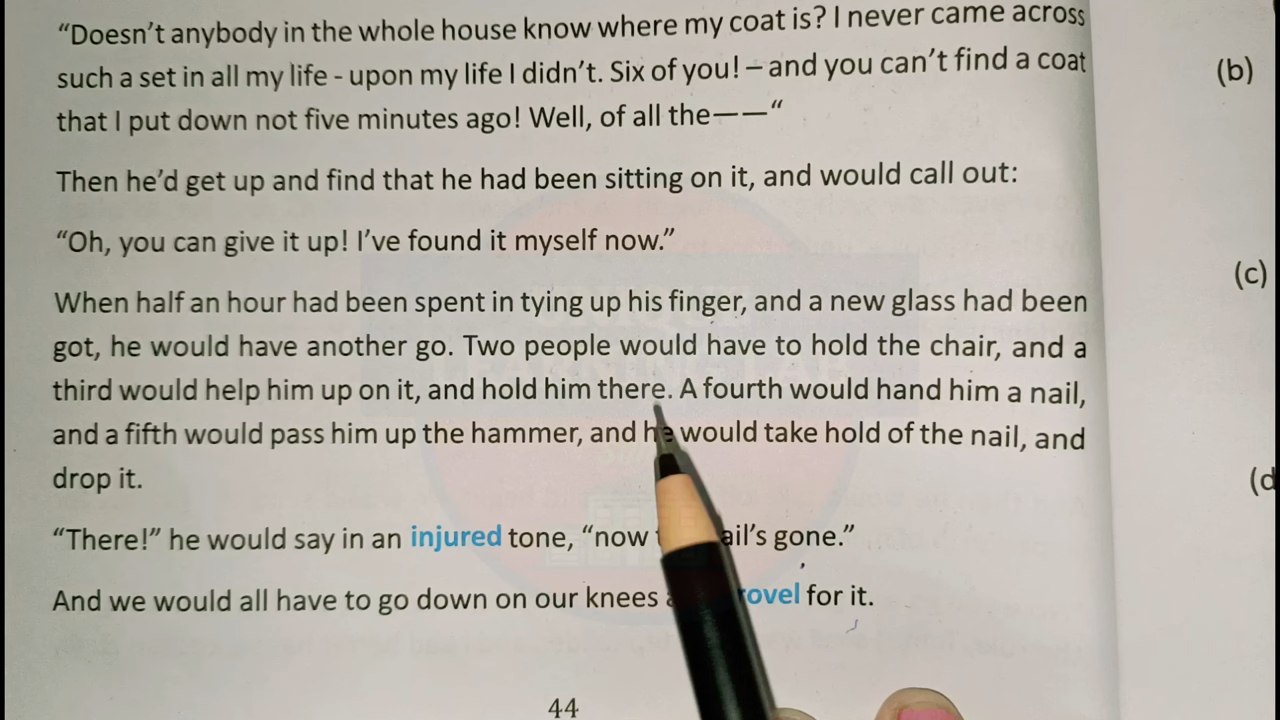 “Doesn’t anybody in the whole house know where my coat is? I never came across
such a set in all my life - upon my life I didn’t. Six of you! – and you can’t find a coat
that I put down not five minutes ago! Well, of all the——“
Then he’d get up and find that he had been sitting on it, and would call out:
“Oh, you can give it up! I’ve found it myself now.”
When half an hour had been spent in tying up his finger, and a new glass had been
got, he would have another go. Two people would have to hold the chair, and a
third would help him up on it, and hold him there. A fourth would hand him a nail,
and a fifth would pass him up the hammer, and he would take hold of the nail, and
drop it.
“There!” he would say in an injured tone, “now ail’s gone.”
And we would all have to go down on our knees rovel for it.
44
(b)
(c)
(d